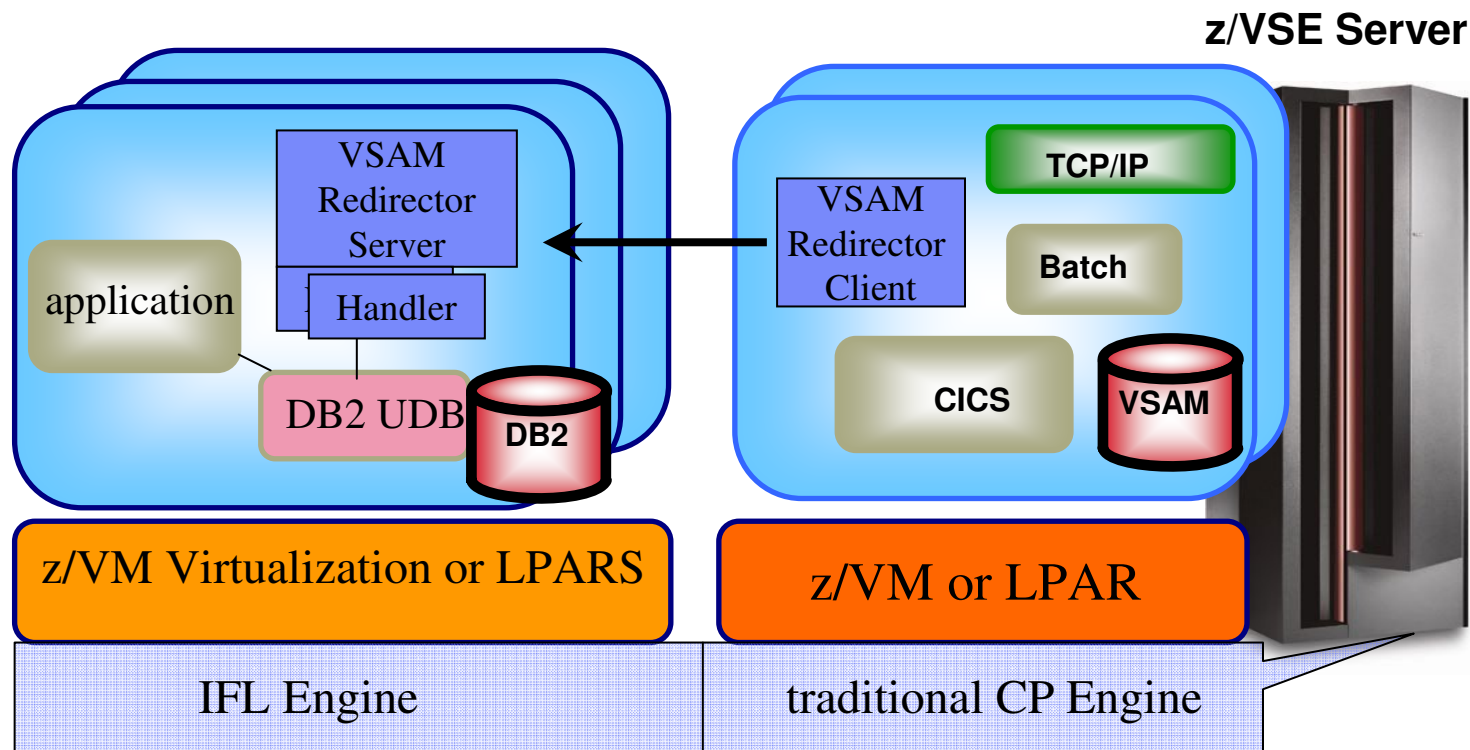 z/VSE Server
VSAM
Redirector
Server
Handler
application
DB2 UDB
DB2
TCP/IP
VSAM
Redirector
Client
Batch
CICS
VSAM
z/VM Virtualization or LPARS
z/VM or LPAR
IFL Engine
traditional CP Engine